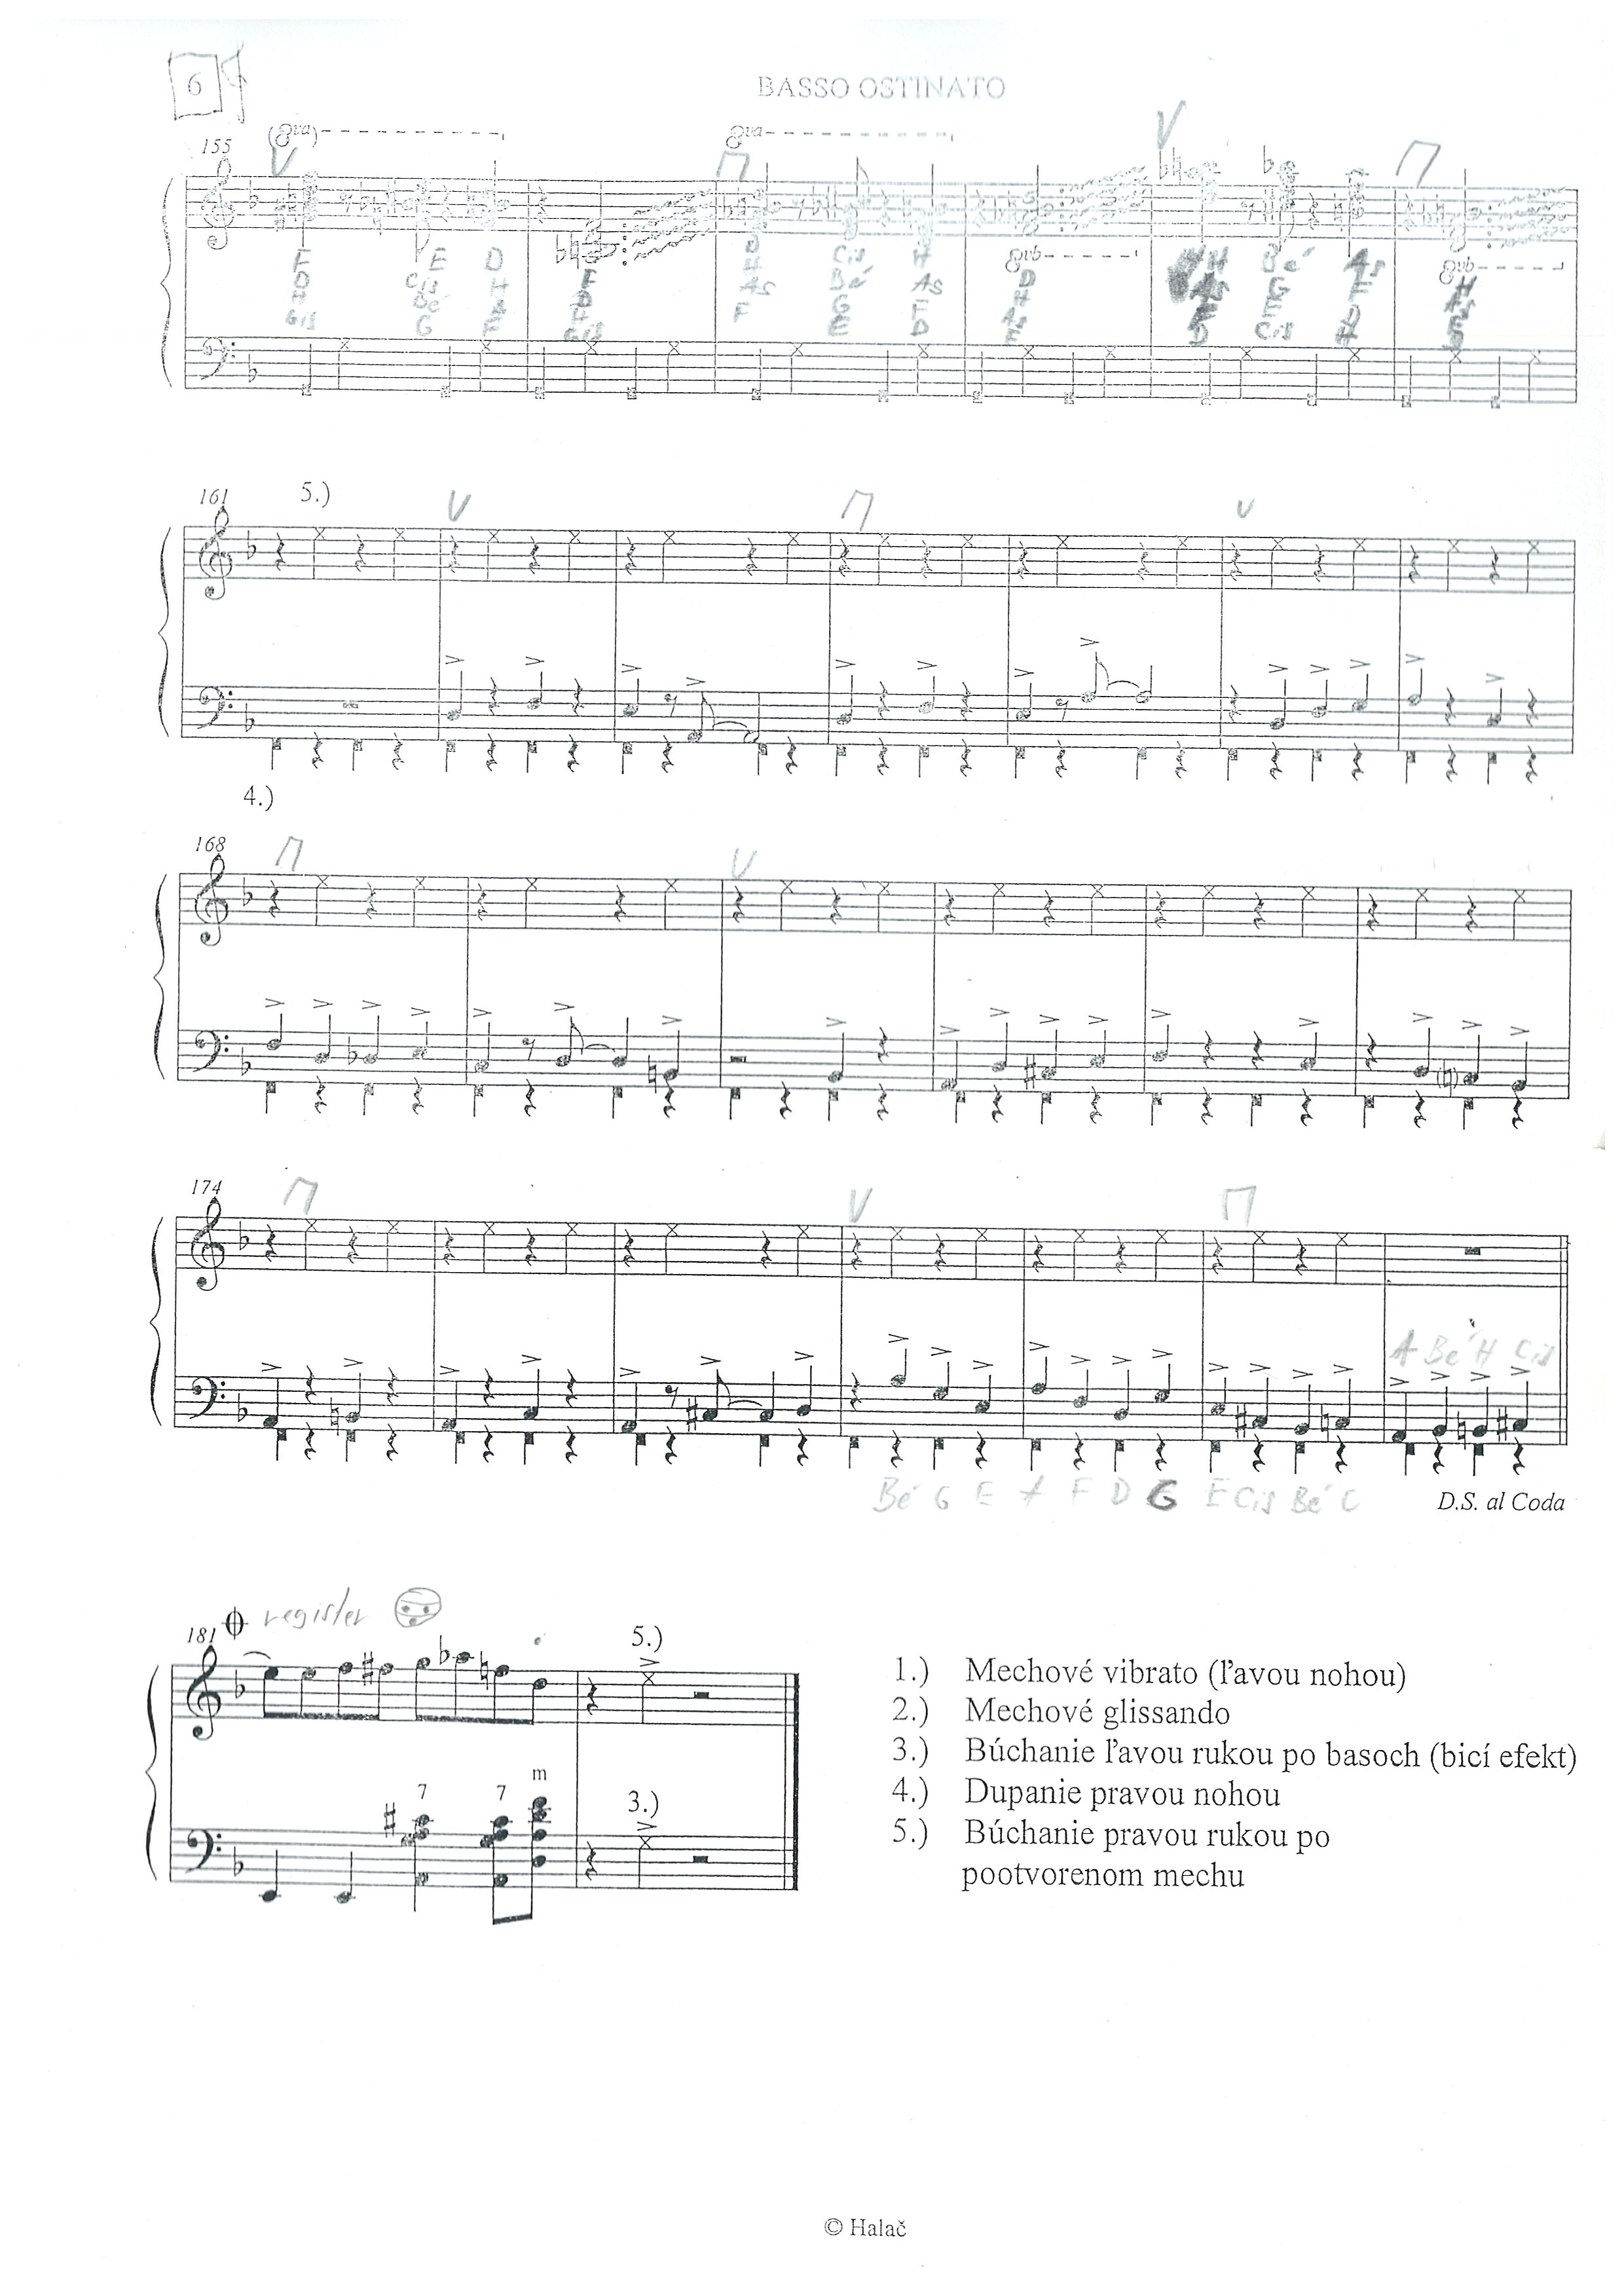 6
BASSO OSTINATO
155
(8va)
8va
F E D F D Cis H
D Cis H D H Bé As D
H Bé As G F
Gis G F Gis F E D
8vb
H Bé As
As G F
F E D
D Cis H
8vb
161
5.)
4.)
168
174
A Bé H Cis
Bé G E A F D G E Cis Bé C
D.S. al Coda
181
register
5.)
7 7 m
3.)
1.) Mechové vibrato (ľavou nohou)
2.) Mechové glissando
3.) Búchanie ľavou rukou po basoch (bicí efekt)
4.) Dupanie pravou nohou
5.) Búchanie pravou rukou po
pootvorenom mechu
© Halač